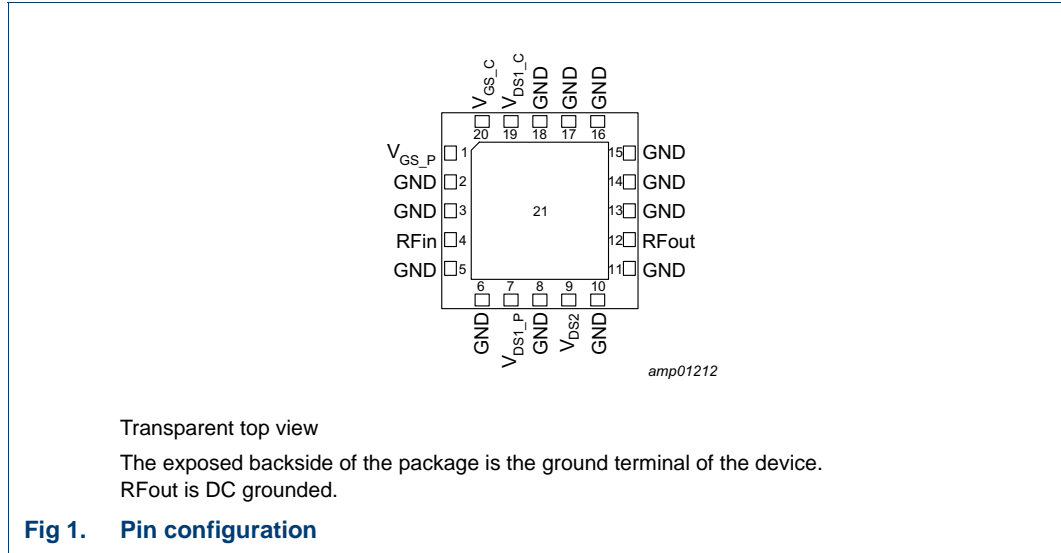 V_GS_C V_DS1_C GND GND GND
20 19 18 17 16
V_GS_P 1 15 GND
GND 2 14 GND
GND 3 21 13 GND
RFin 4 12 RFout
GND 5 11 GND
6 7 8 9 10
GND V_DS1_P GND V_DS2 GND
amp01212
Transparent top view
The exposed backside of the package is the ground terminal of the device.
RFout is DC grounded.
Fig 1. Pin configuration